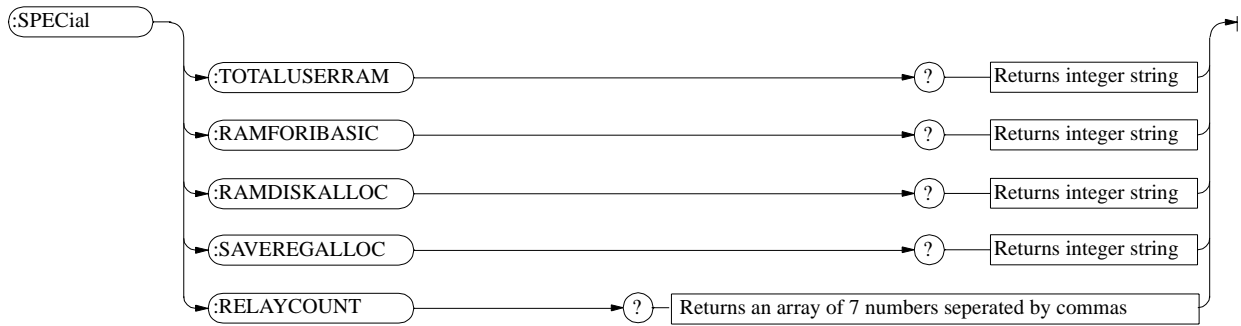 :SPECial
:TOTALUSERRAM ? Returns integer string
:RAMFORIBASIC ? Returns integer string
:RAMDISKALLOC ? Returns integer string
:SAVEREGALLOC ? Returns integer string
:RELAYCOUNT ? Returns an array of 7 numbers seperated by commas